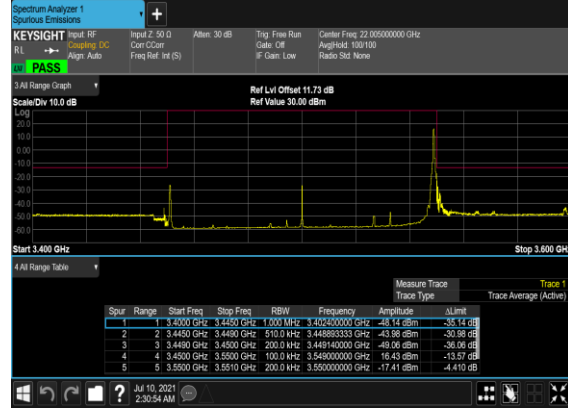 Spectrum Analyzer 1
Spurious Emissions
+
KEYSIGHT Input: RF Input Z: 50 Ω Atten: 30 dB Trig: Free Run Center Freq: 22.005000000 GHz
RL Coupling: DC Corr CCorr Gate: Off Avg|Hold: 100/100
Align: Auto Freq Ref: Int (S) IF Gain: Low Radio Std: None
PASS
3 All Range Graph
Ref Lvl Offset 11.73 dB
Scale/Div 10.0 dB Ref Value 30.00 dBm
Log
20.0
10.0
0.00
-10.0
-20.0
-30.0
-40.0
-50.0
-60.0
Start 3.400 GHz Stop 3.600 GH
4 All Range Table
Measure Trace Trace 1
Trace Type Trace Average (Active)
Spur Range Start Freq Stop Freq RBW Frequency Amplitude ΔLimit
1 1 3.4000 GHz 3.4450 GHz 1.000 MHz 3.402400000 GHz -48.14 dBm -35.14 dB
2 2 3.4450 GHz 3.4490 GHz 510.0 kHz 3.448893333 GHz -43.98 dBm -30.98 dB
3 3 3.4490 GHz 3.4500 GHz 200.0 kHz 3.449140000 GHz -49.06 dBm -36.06 dB
4 4 3.4500 GHz 3.5500 GHz 100.0 kHz 3.549000000 GHz 16.43 dBm -13.57 dB
5 5 3.5500 GHz 3.5510 GHz 200.0 kHz 3.550000000 GHz -17.41 dBm -4.410 dB
? Jul 10, 2021
2:30:54 AM